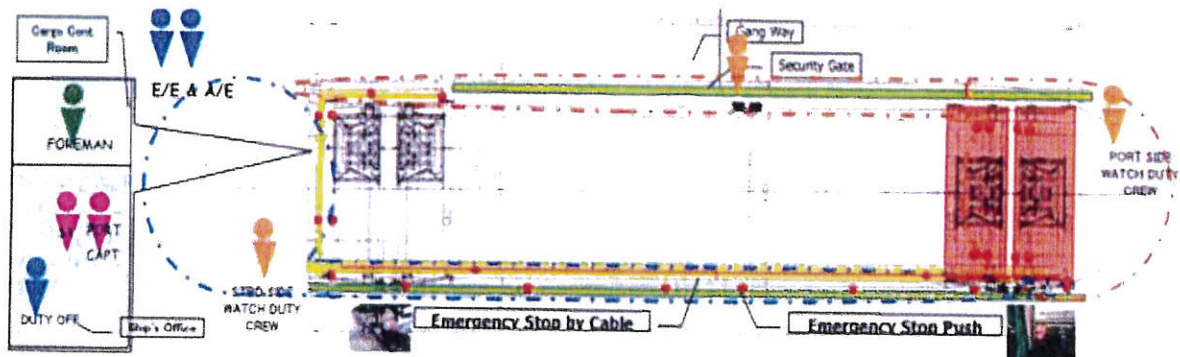 Cargo Cont
Room
E/E & A/E
Gang Way
Security Gate
FOREMAN
PORT SIDE
WATCH DUTY
CREW
PORT
CAPT
STBD SIDE
WATCH DUTY
CREW
DUTY OFF
Ship's Office
Emergency Stop by Cable
Emergency Stop Push